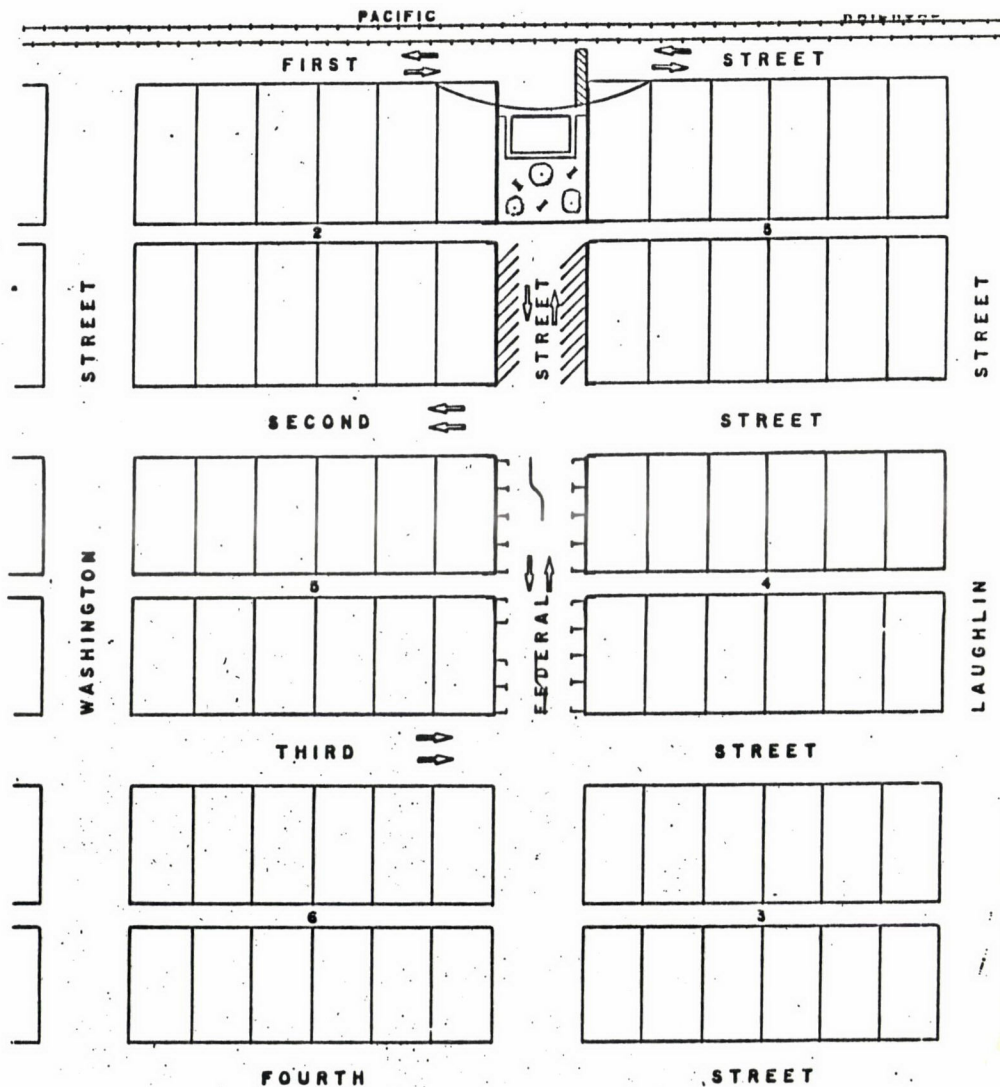 PACIFIC
FIRST STREET
2 5
STREET STREET STREET
SECOND STREET
5 4
WASHINGTON FEDERAL LAUGHLIN
THIRD STREET
6 3
FOURTH STREET